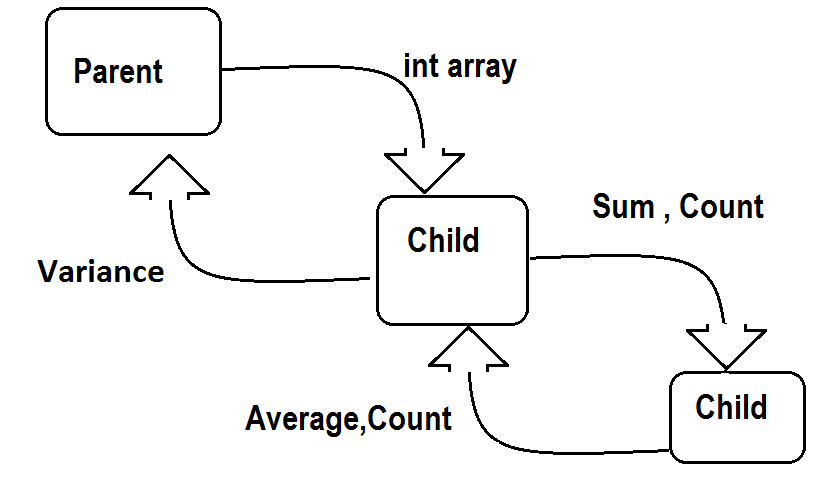 Parent
int array
Child
Sum , Count
Variance
Average,Count
Child